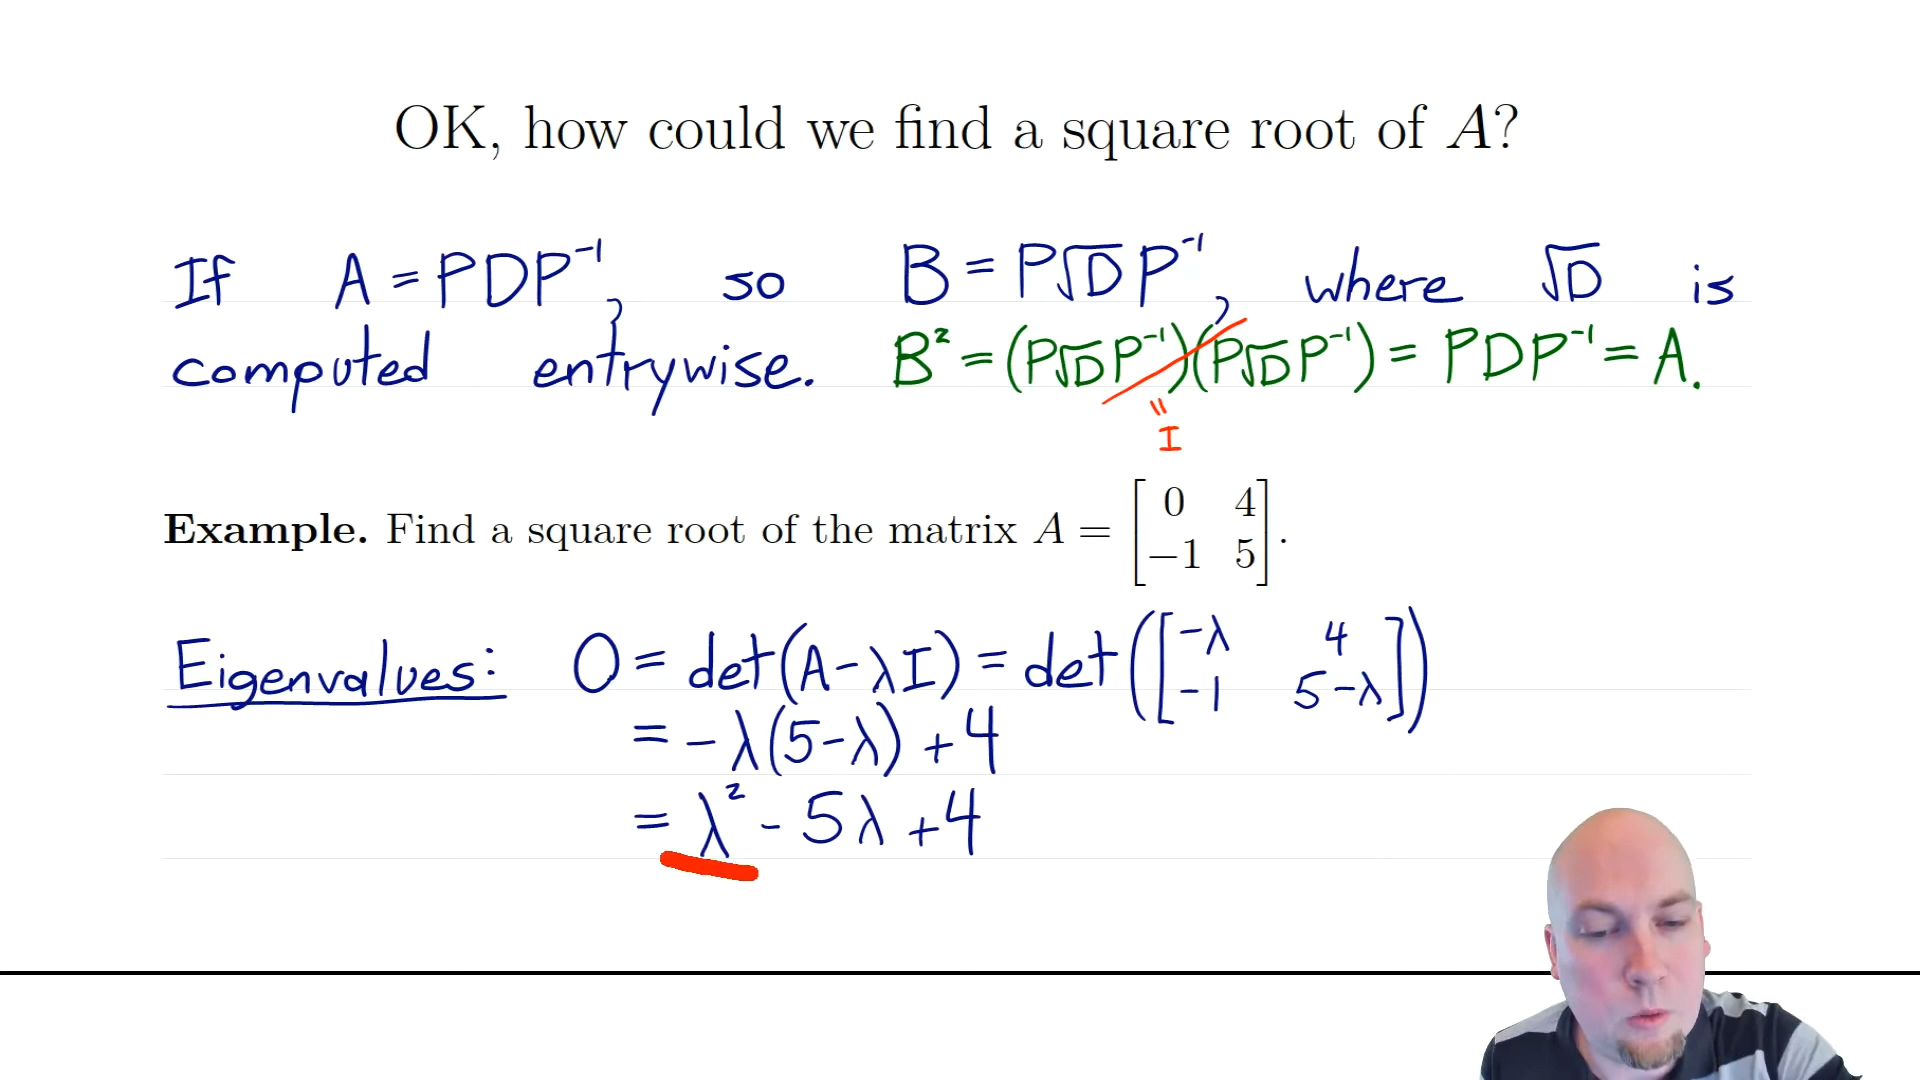 OK, how could we find a square root of A?
If A = PDP⁻¹, so B = P√D P⁻¹, where √D is
computed entrywise. B² = (P√D P⁻¹)(P√D P⁻¹) = PDP⁻¹ = A.
"
I
Example. Find a square root of the matrix A = [0 4; −1 5].
Eigenvalues: 0 = det(A−λI) = det([−λ 4; −1 5−λ])
= −λ(5−λ) + 4
= λ² − 5λ + 4